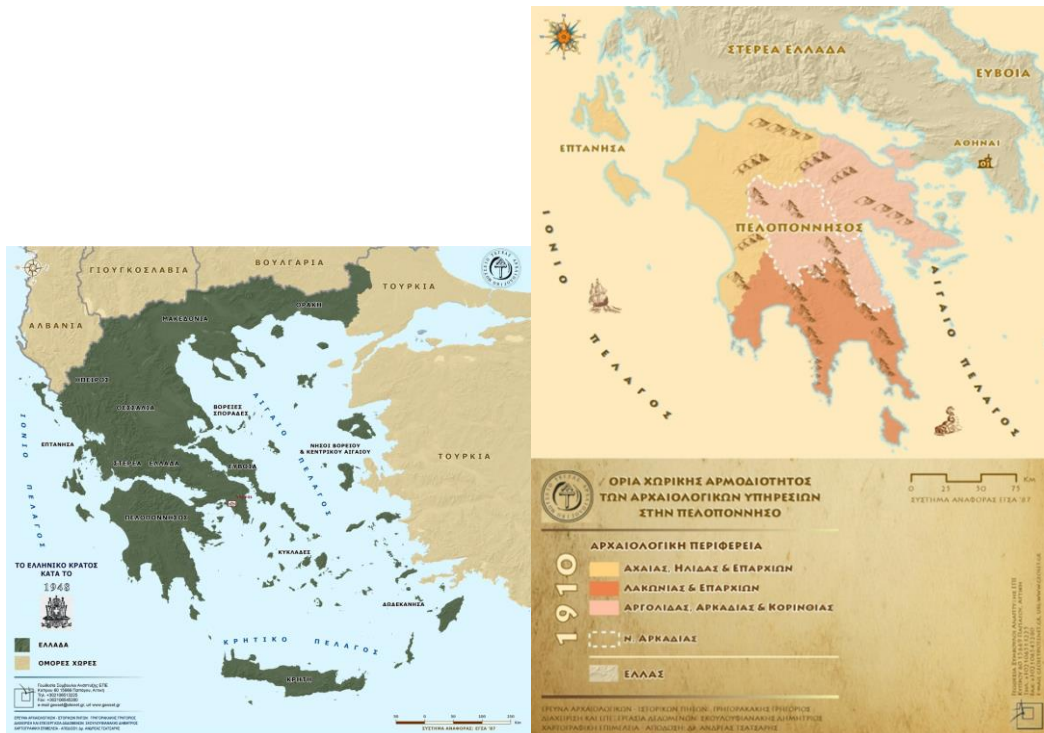 ΑΛΒΑΝΙΑ
ΓΙΟΥΓΚΟΣΛΑΒΙΑ
ΒΟΥΛΓΑΡΙΑ
ΤΟΥΡΚΙΑ
ΜΑΚΕΔΟΝΙΑ
ΘΡΑΚΗ
ΗΠΕΙΡΟΣ
ΘΕΣΣΑΛΙΑ
ΒΟΡΕΙΕΣ
ΣΠΟΡΑΔΕΣ
ΑΙΓΑΙΟ ΠΕΛΑΓΟΣ
ΝΗΣΟΙ ΒΟΡΕΙΟΥ
& ΚΕΝΤΡΙΚΟΥ ΑΙΓΑΙΟΥ
ΤΟΥΡΚΙΑ
ΙΟΝΙΟ ΠΕΛΑΓΟΣ
ΕΠΤΑΝΗΣΑ
ΣΤΕΡΕΑ ΕΛΛΑΔΑ
ΕΥΒΟΙΑ
ΠΕΛΟΠΟΝΝΗΣΟΣ
ΚΥΚΛΑΔΕΣ
ΔΩΔΕΚΑΝΗΣΑ
ΚΡΗΤΙΚΟ ΠΕΛΑΓΟΣ
ΚΡΗΤΗ
ΤΟ ΕΛΛΗΝΙΚΟ ΚΡΑΤΟΣ
ΚΑΤΑ ΤΟ
1948
ΕΛΛΑΔΑ
ΟΜΟΡΕΣ ΧΩΡΕΣ
ΣΥΣΤΗΜΑ ΑΝΑΦΟΡΑΣ: ΕΓΣΑ '87
ΣΤΕΡΕΑ ΕΛΛΑΔΑ
ΕΥΒΟΙΑ
ΑΘΗΝΑΙ
ΕΠΤΑΝΗΣΑ
ΠΕΛΟΠΟΝΝΗΣΟΣ
ΙΟΝΙΟ ΠΕΛΑΓΟΣ
ΑΙΓΑΙΟ ΠΕΛΑΓΟΣ
ΟΡΙΑ ΧΩΡΙΚΗΣ ΑΡΜΟΔΙΟΤΗΤΟΣ
ΤΩΝ ΑΡΧΑΙΟΛΟΓΙΚΩΝ ΥΠΗΡΕΣΙΩΝ
ΣΤΗΝ ΠΕΛΟΠΟΝΝΗΣΟ
0 25 50 75 Km
ΣΥΣΤΗΜΑ ΑΝΑΦΟΡΑΣ ΕΓΣΑ '87
1910
ΑΡΧΑΙΟΛΟΓΙΚΗ ΠΕΡΙΦΕΡΕΙΑ
ΑΧΑΙΑΣ, ΗΛΙΔΑΣ & ΕΠΑΡΧΙΩΝ
ΛΑΚΩΝΙΑΣ & ΕΠΑΡΧΙΩΝ
ΑΡΓΟΛΙΔΑΣ, ΑΡΚΑΔΙΑΣ & ΚΟΡΙΝΘΙΑΣ
Ν. ΑΡΚΑΔΙΑΣ
ΕΛΛΑΣ